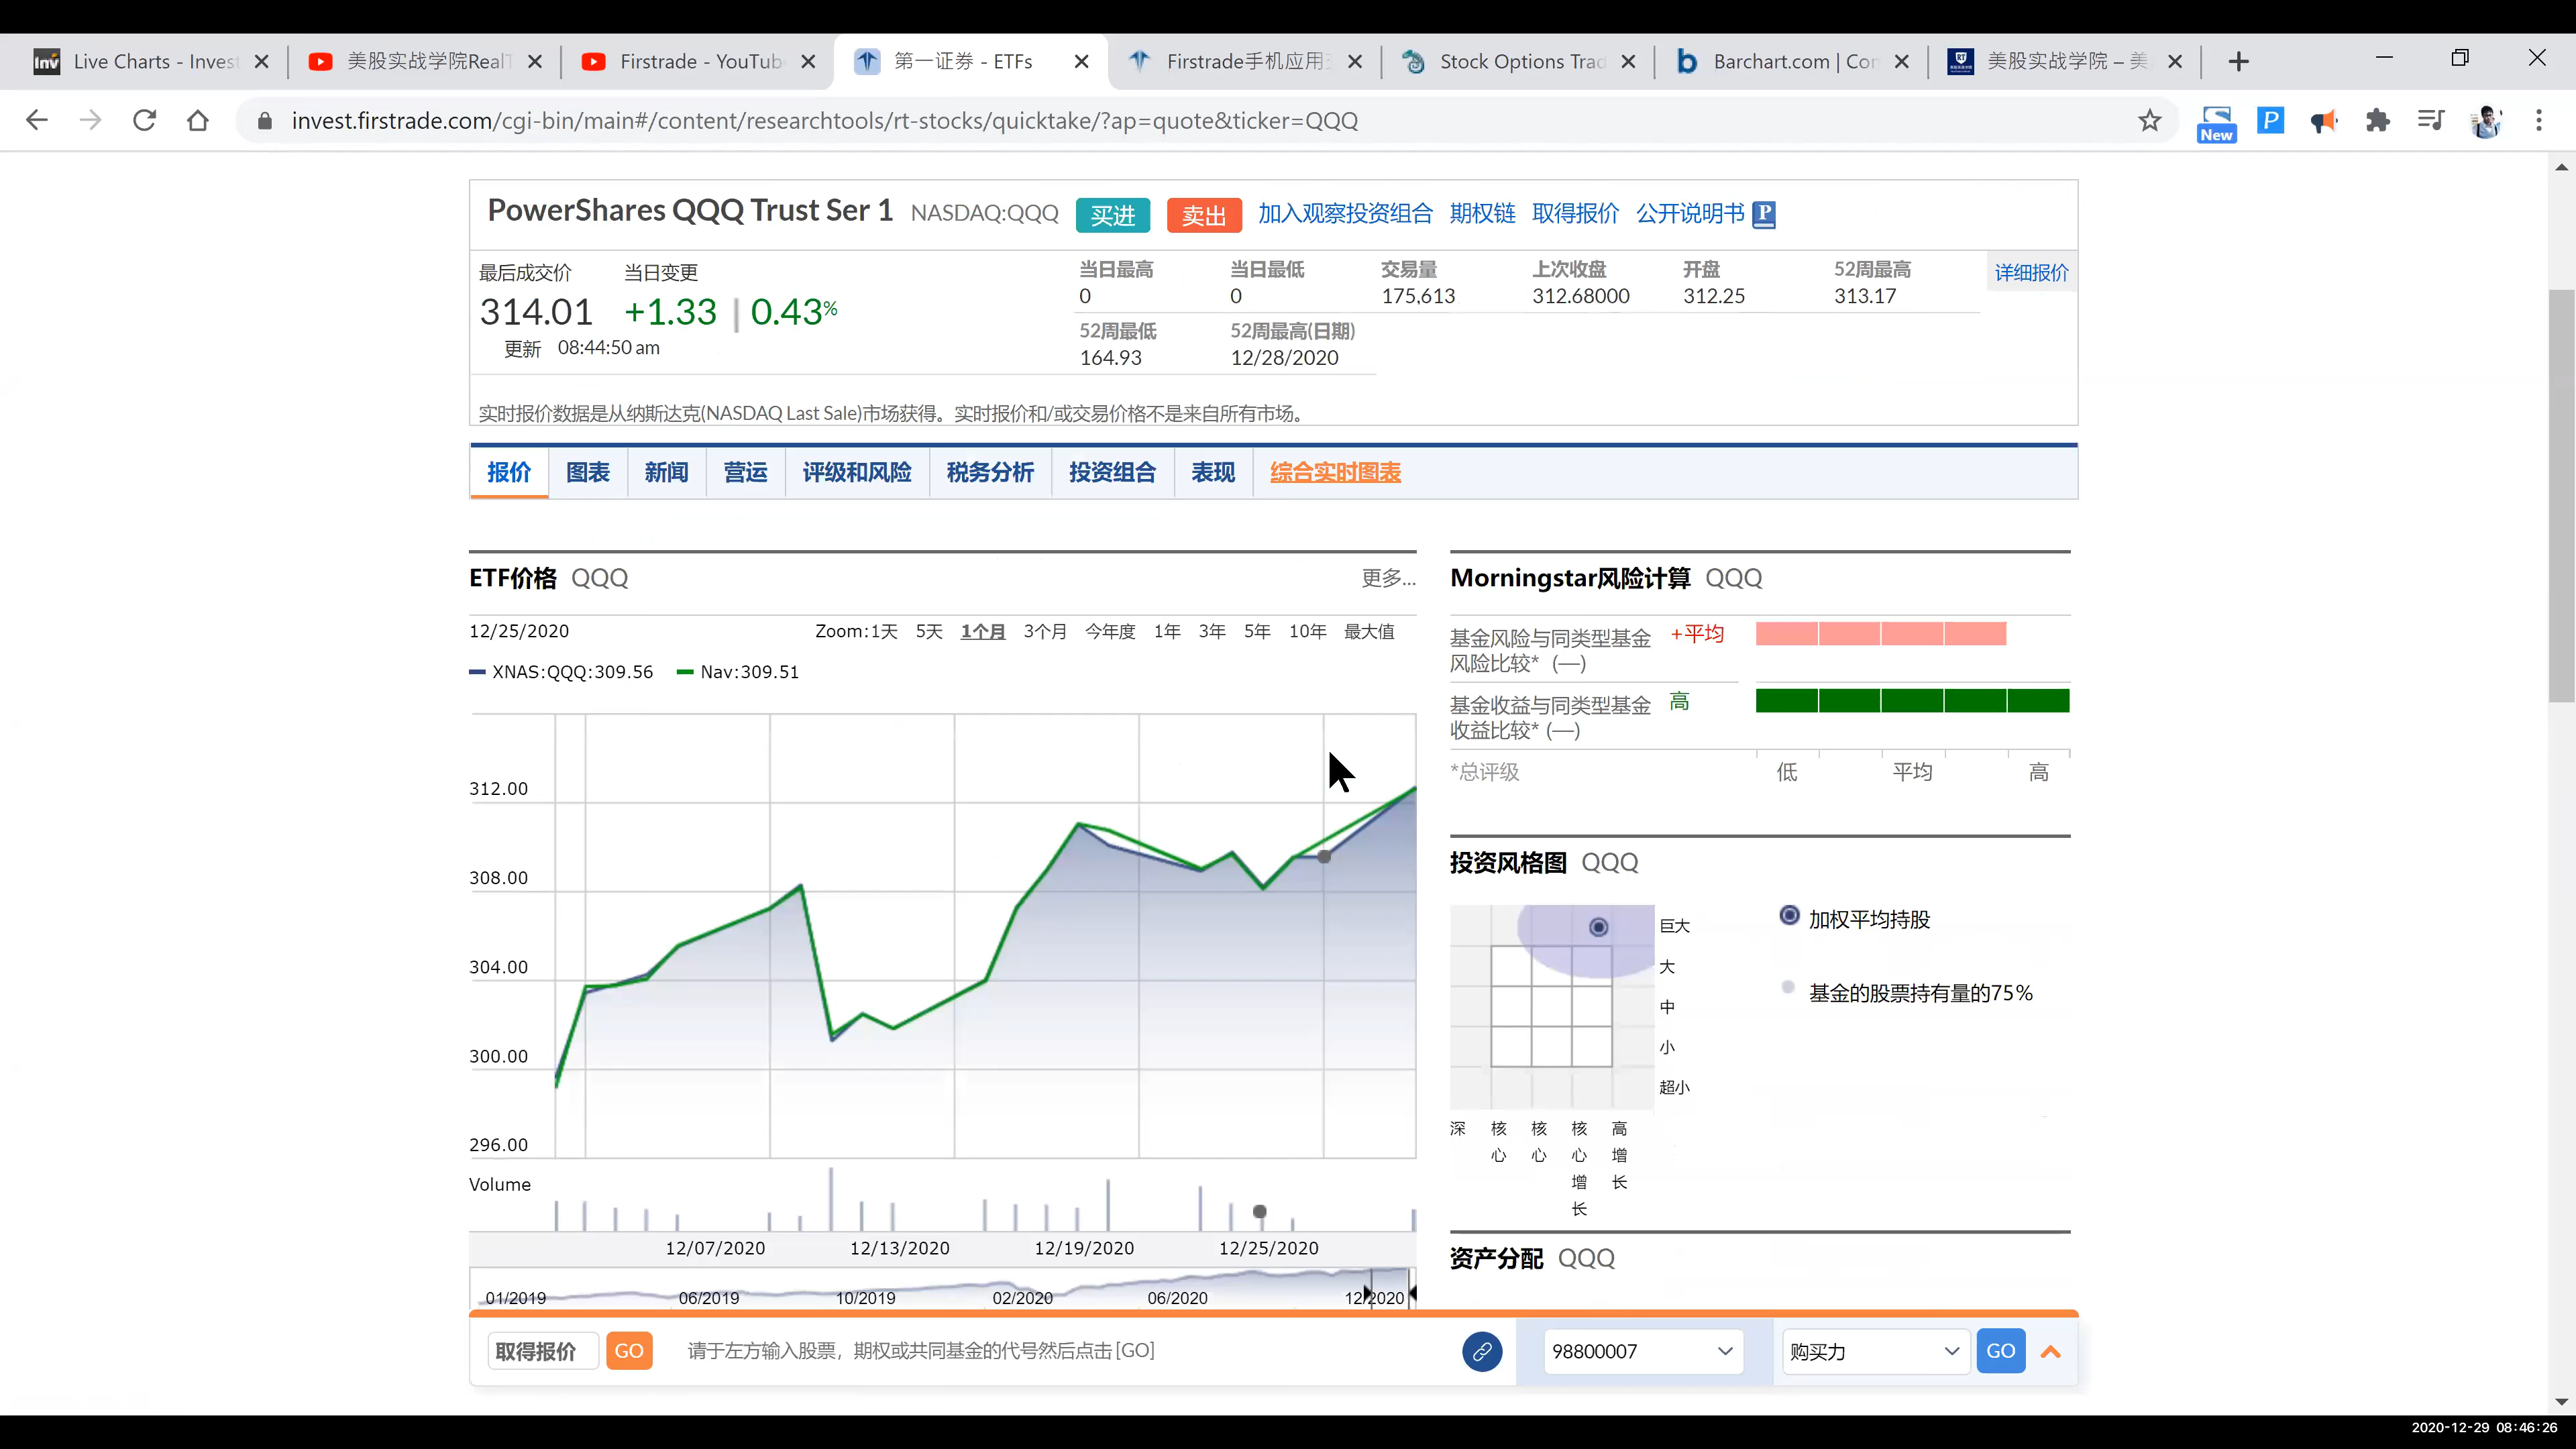 Live Charts - Invest
美股实战学院RealT
Firstrade - YouTub
第一证券 - ETFs
Firstrade手机应用
Stock Options Trad
Barchart.com | Con
美股实战学院 – 美
invest.firstrade.com/cgi-bin/main#/content/researchtools/rt-stocks/quicktake/?ap=quote&ticker=QQQ
New
PowerShares QQQ Trust Ser 1 NASDAQ:QQQ 买进 卖出 加入观察投资组合 期权链 取得报价 公开说明书 P
最后成交价 当日变更 当日最高 当日最低 交易量 上次收盘 开盘 52周最高 详细报价
314.01 +1.33 | 0.43% 0 0 175,613 312.68000 312.25 313.17
52周最低 52周最高(日期)
更新 08:44:50 am 164.93 12/28/2020
实时报价数据是从纳斯达克(NASDAQ Last Sale)市场获得。实时报价和/或交易价格不是来自所有市场。
报价 图表 新闻 营运 评级和风险 税务分析 投资组合 表现 综合实时图表
ETF价格 QQQ 更多...
12/25/2020 Zoom:1天 5天 1个月 3个月 今年度 1年 3年 5年 10年 最大值
XNAS:QQQ:309.56 Nav:309.51
312.00
308.00
304.00
300.00
296.00
Volume
12/07/2020 12/13/2020 12/19/2020 12/25/2020
01/2019 06/2019 10/2019 02/2020 06/2020 12/2020
Morningstar风险计算 QQQ
基金风险与同类型基金 +平均
风险比较* (—)
基金收益与同类型基金 高
收益比较* (—)
*总评级 低 平均 高
投资风格图 QQQ
巨大
大
中
小
超小
深 核心 核心 核心增长 高增长
加权平均持股
基金的股票持有量的75%
资产分配 QQQ
取得报价 GO 请于左方输入股票，期权或共同基金的代号然后点击[GO] 98800007 购买力 GO
2020-12-29 08:46:26